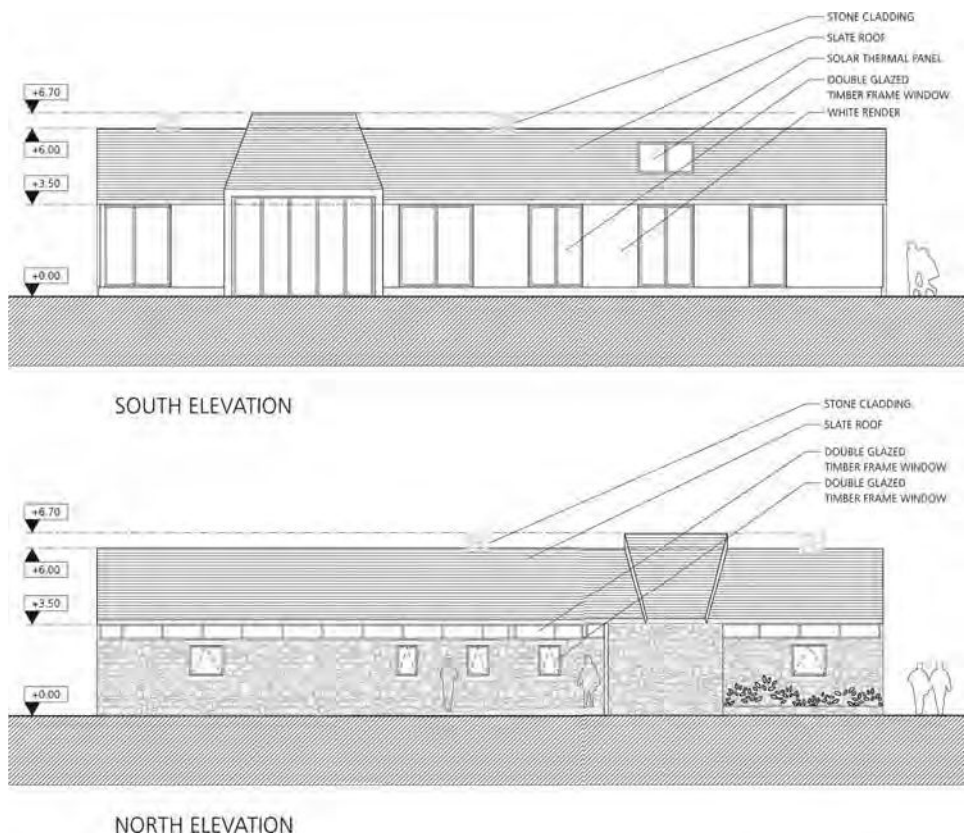 STONE CLADDING
SLATE ROOF
SOLAR THERMAL PANEL
DOUBLE GLAZED
TIMBER FRAME WINDOW
WHITE RENDER
+6.70
+6.00
+3.50
+0.00
SOUTH ELEVATION
STONE CLADDING
SLATE ROOF
DOUBLE GLAZED
TIMBER FRAME WINDOW
DOUBLE GLAZED
TIMBER FRAME WINDOW
+6.70
+6.00
+3.50
+0.00
NORTH ELEVATION